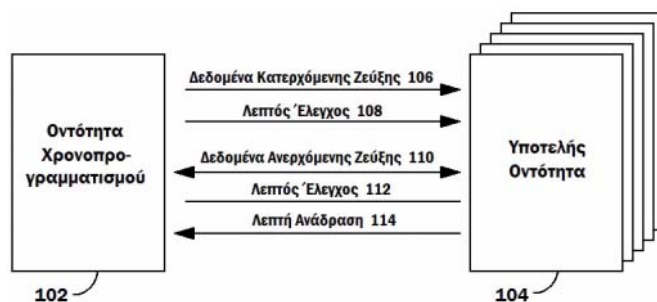 Οντότητα
Χρονοπρο-
γραμματισμού
102
Δεδομένα Κατερχόμενης Ζεύξης 106
Λεπτός Έλεγχος 108
Δεδομένα Ανερχόμενης Ζεύξης 110
Λεπτός Έλεγχος 112
Λεπτή Ανάδραση 114
Υποτελής
Οντότητα
104